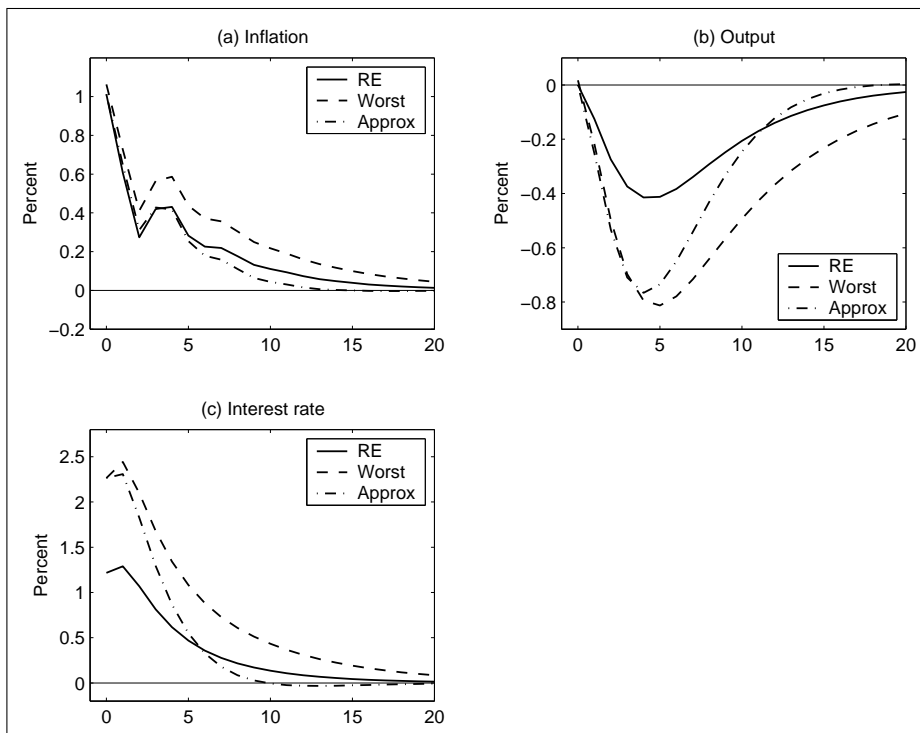 (a) Inflation
Percent
1
0.8
0.6
0.4
0.2
0
−0.2
0 5 10 15 20
RE
Worst
Approx
(b) Output
Percent
0
−0.2
−0.4
−0.6
−0.8
0 5 10 15 20
RE
Worst
Approx
(c) Interest rate
Percent
2.5
2
1.5
1
0.5
0
0 5 10 15 20
RE
Worst
Approx